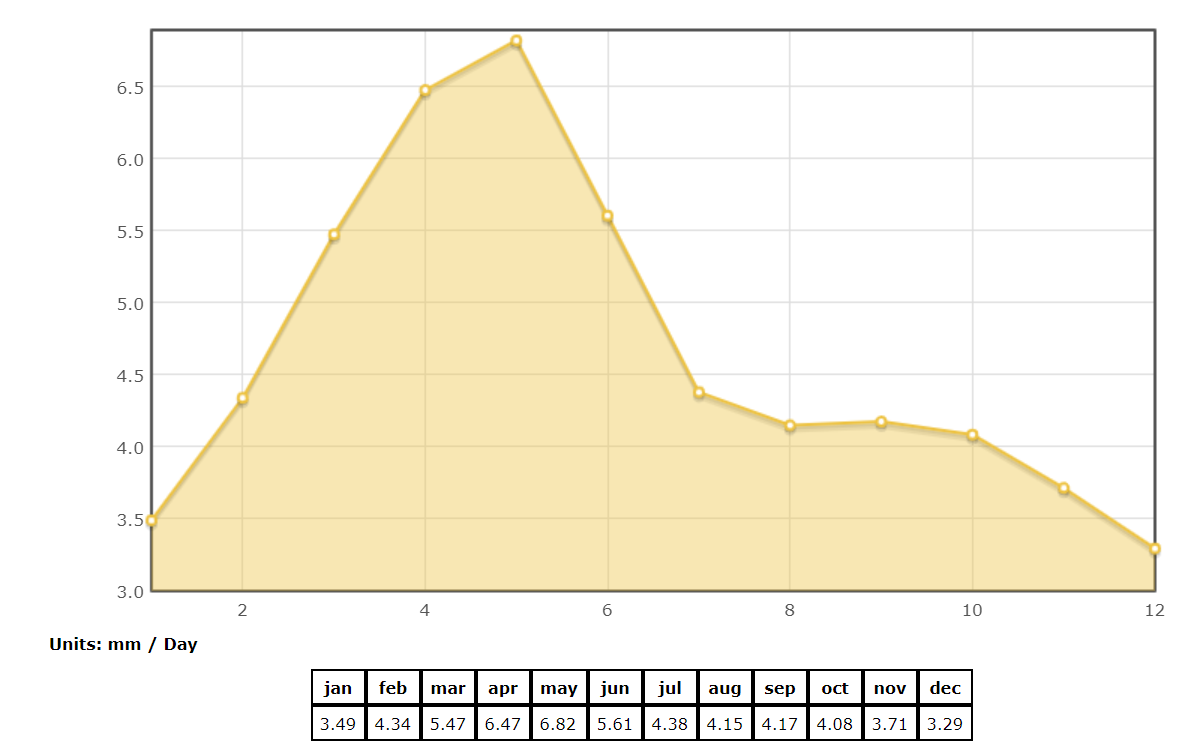 6.5
6.0
5.5
5.0
4.5
4.0
3.5
3.0
2 4 6 8 10 12
Units: mm / Day
jan feb mar apr may jun jul aug sep oct nov dec
3.49 4.34 5.47 6.47 6.82 5.61 4.38 4.15 4.17 4.08 3.71 3.29